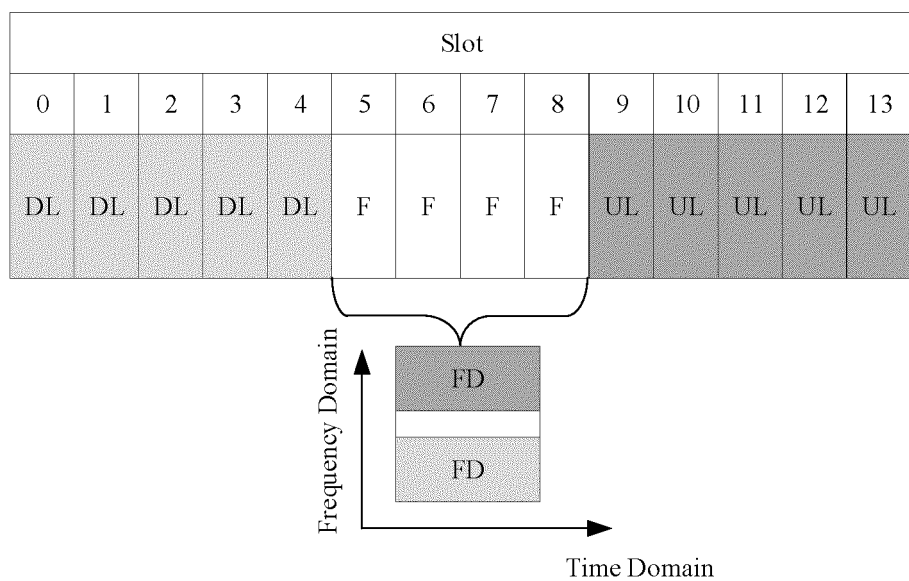 Slot
0 1 2 3 4 5 6 7 8 9 10 11 12 13
DL DL DL DL DL F F F F UL UL UL UL UL
FD
FD
Frequency Domain
Time Domain